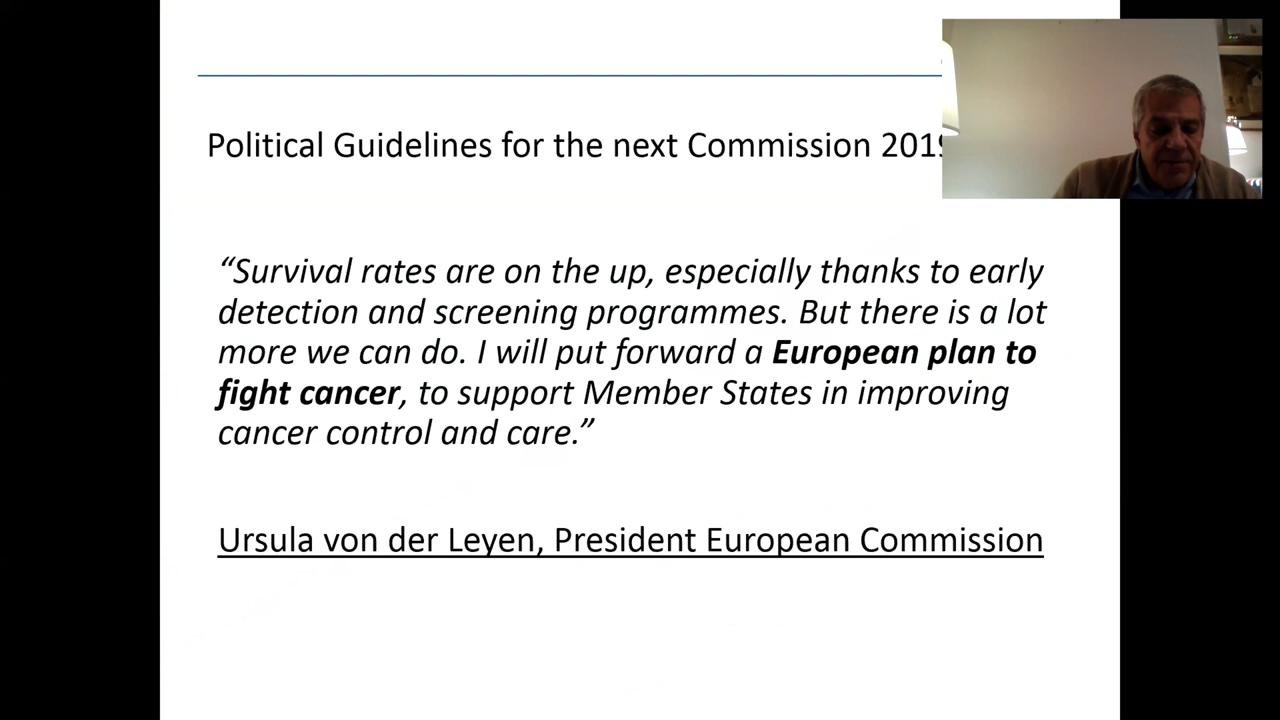 Political Guidelines for the next Commission 2019
“Survival rates are on the up, especially thanks to early
detection and screening programmes. But there is a lot
more we can do. I will put forward a European plan to
fight cancer, to support Member States in improving
cancer control and care.”
Ursula von der Leyen, President European Commission